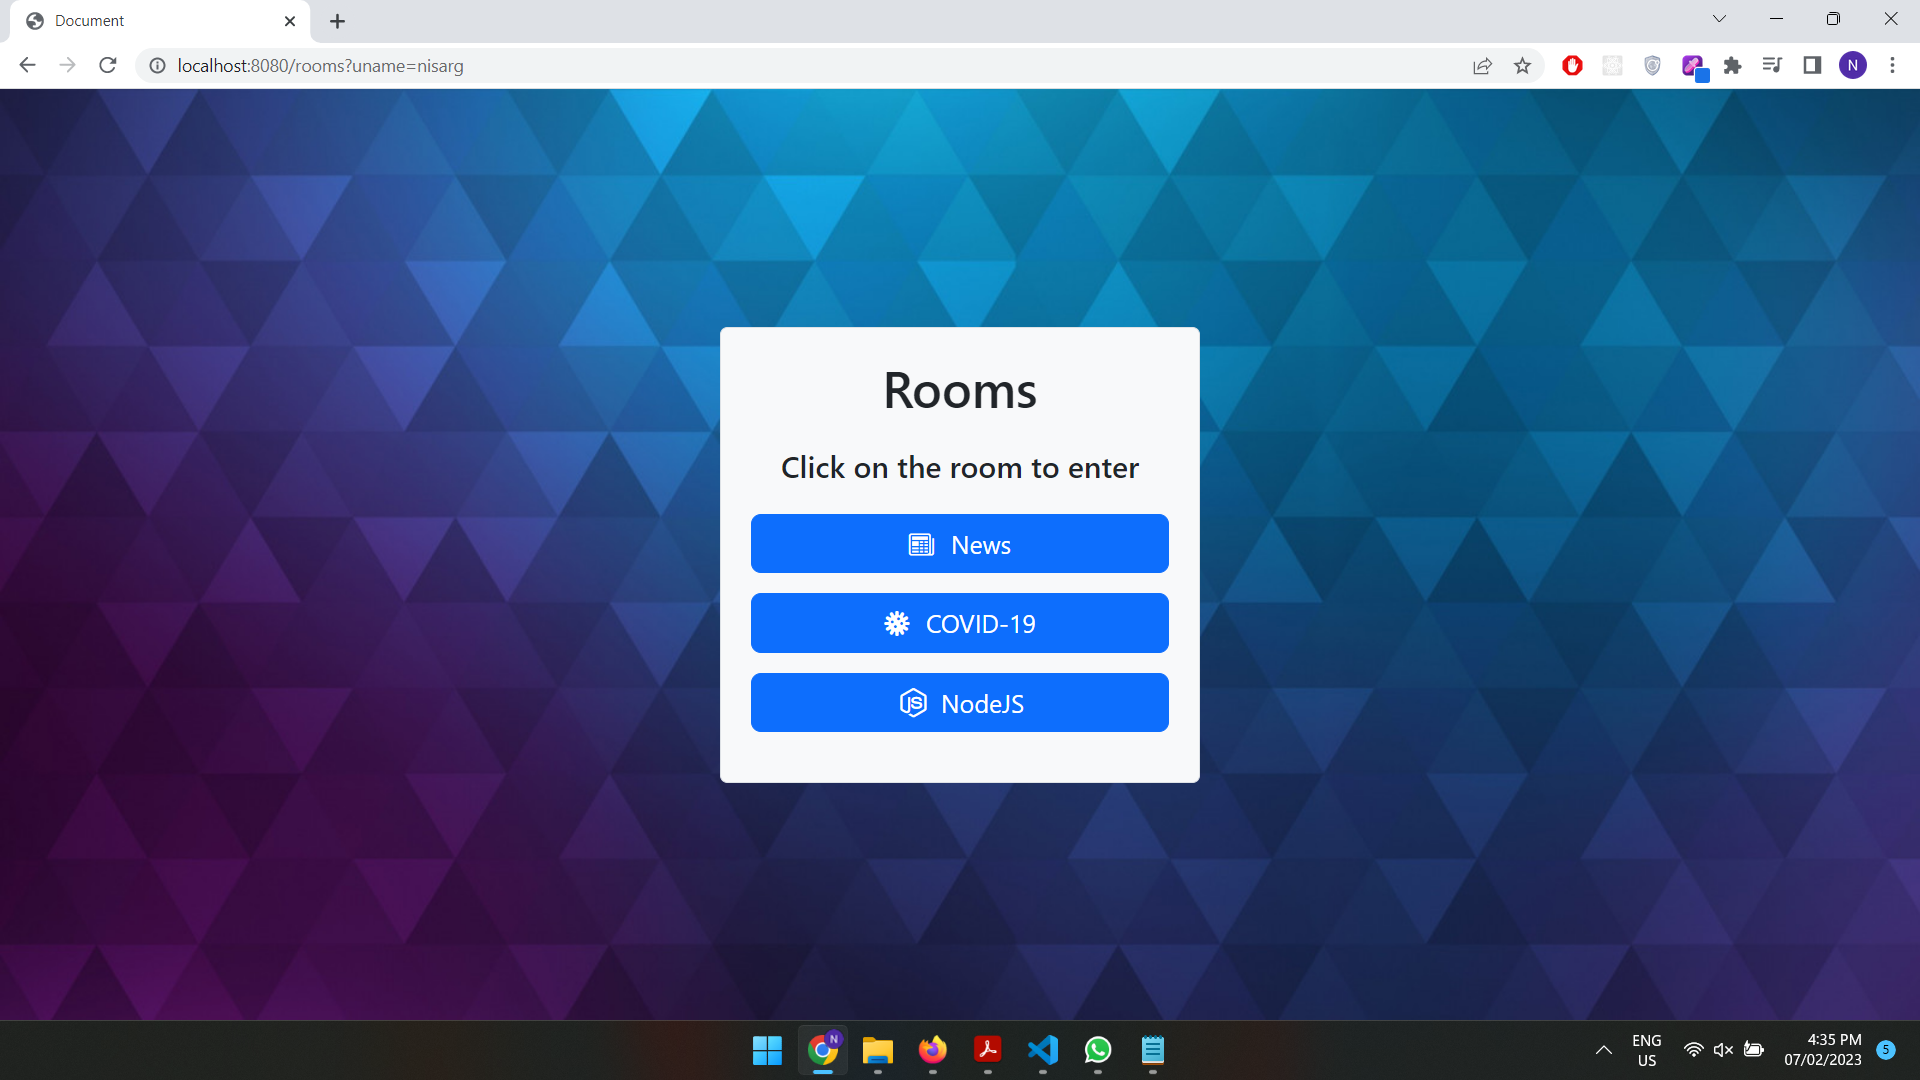 Document
localhost:8080/rooms?uname=nisarg
N
Rooms
Click on the room to enter
News
COVID-19
JS NodeJS
N
ENG
US
4:35 PM
07/02/2023
5